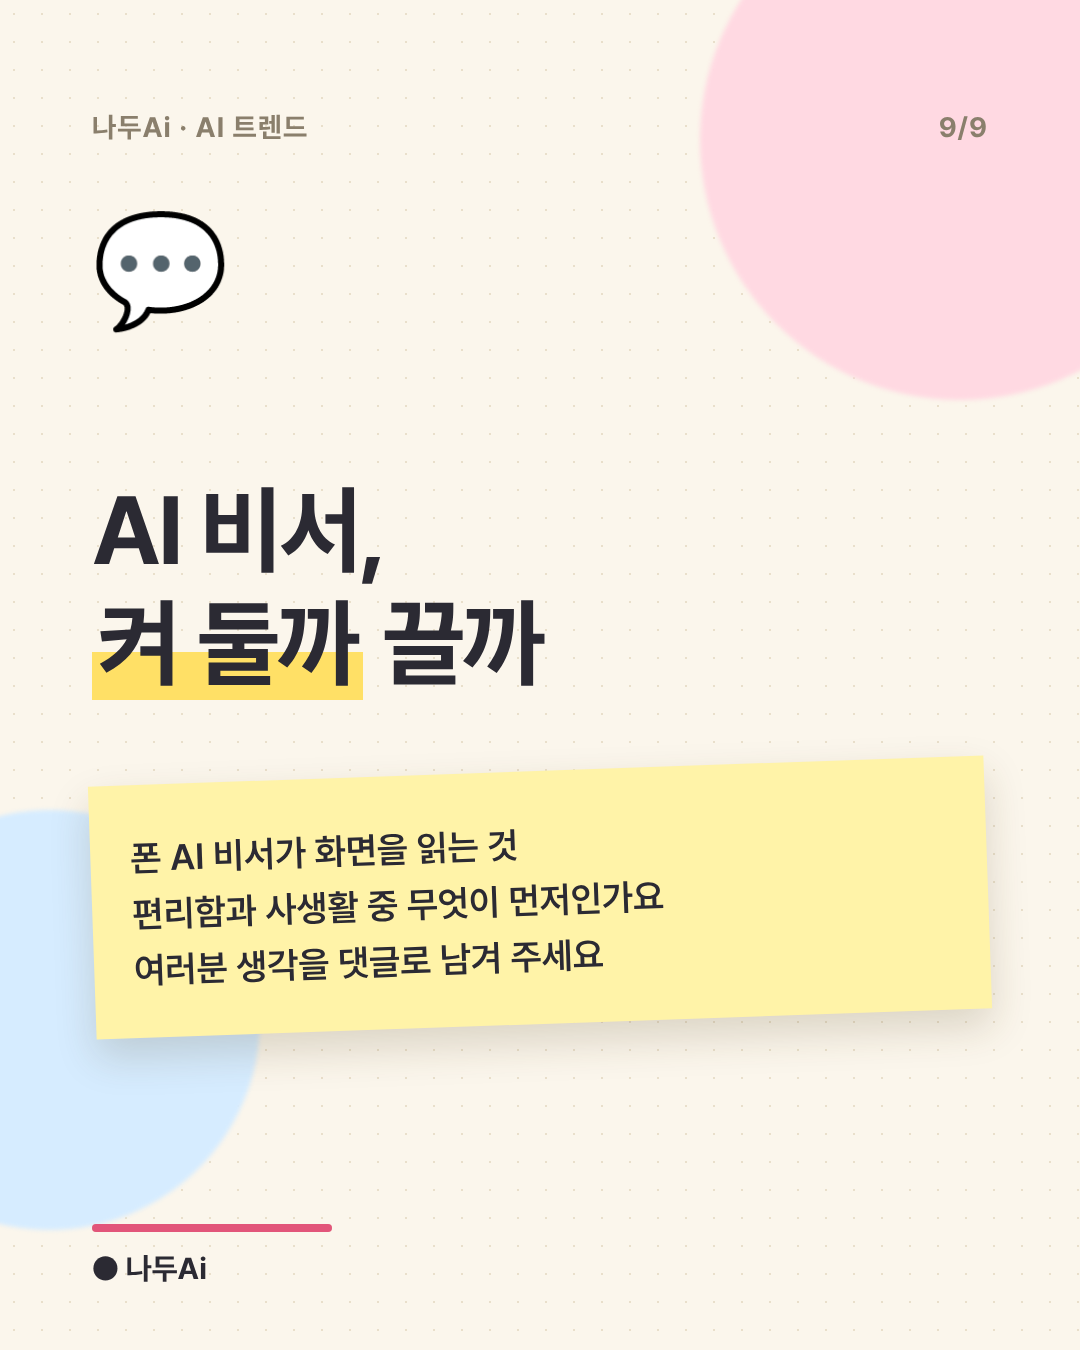 나두Ai · AI 트렌드
9/9
AI 비서,
켜 둘까 끌까
폰 AI 비서가 화면을 읽는 것
편리함과 사생활 중 무엇이 먼저인가요
여러분 생각을 댓글로 남겨 주세요
나두Ai